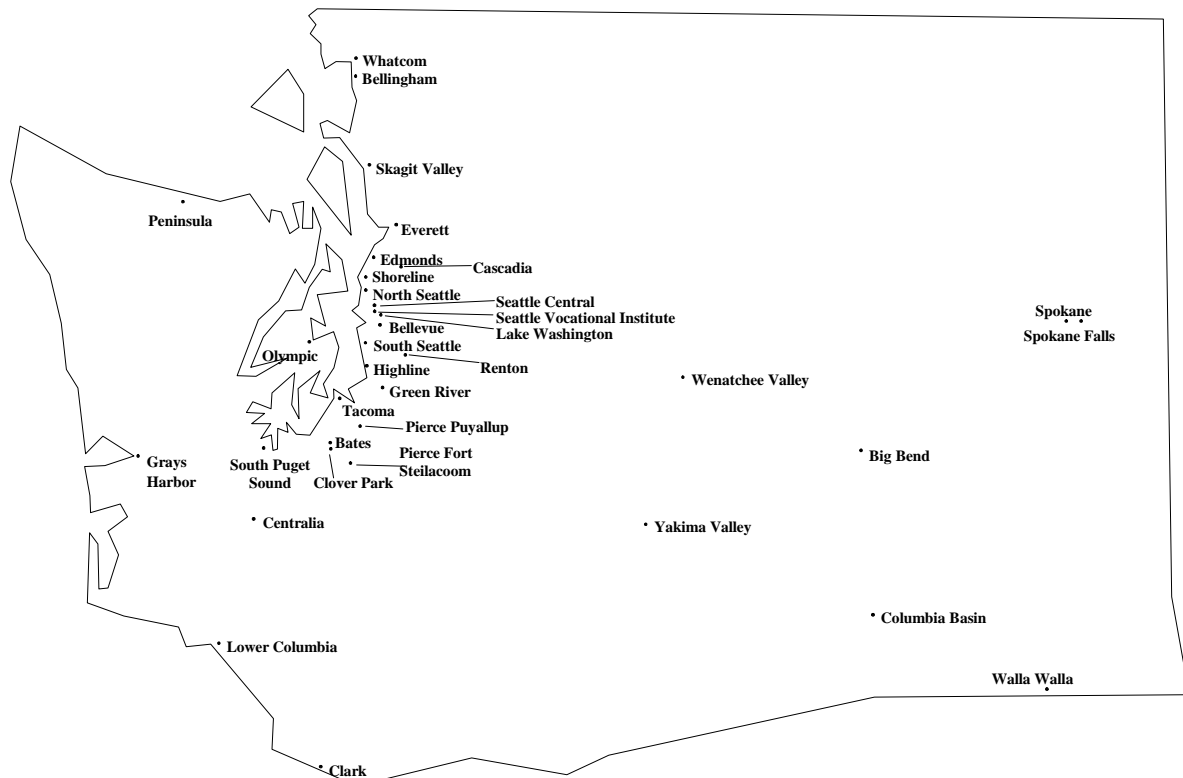 Whatcom
Bellingham
Skagit Valley
Peninsula
Everett
Edmonds
Cascadia
Shoreline
North Seattle
Seattle Central
Seattle Vocational Institute
Lake Washington
Bellevue
Spokane
Spokane Falls
South Seattle
Olympic
Renton
Highline
Wenatchee Valley
Green River
Tacoma
Pierce Puyallup
Bates
Pierce Fort
Steilacoom
Big Bend
Grays
Harbor
South Puget
Sound
Clover Park
Centralia
Yakima Valley
Columbia Basin
Lower Columbia
Walla Walla
Clark